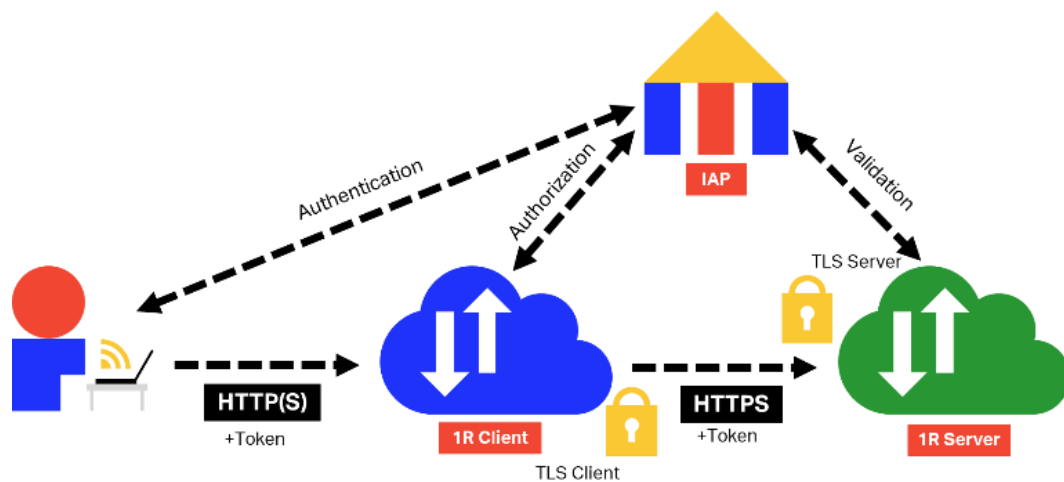 IAP
Authentication
Authorization
Validation
TLS Server
HTTP(S)
+Token
1R Client
TLS Client
HTTPS
+Token
1R Server